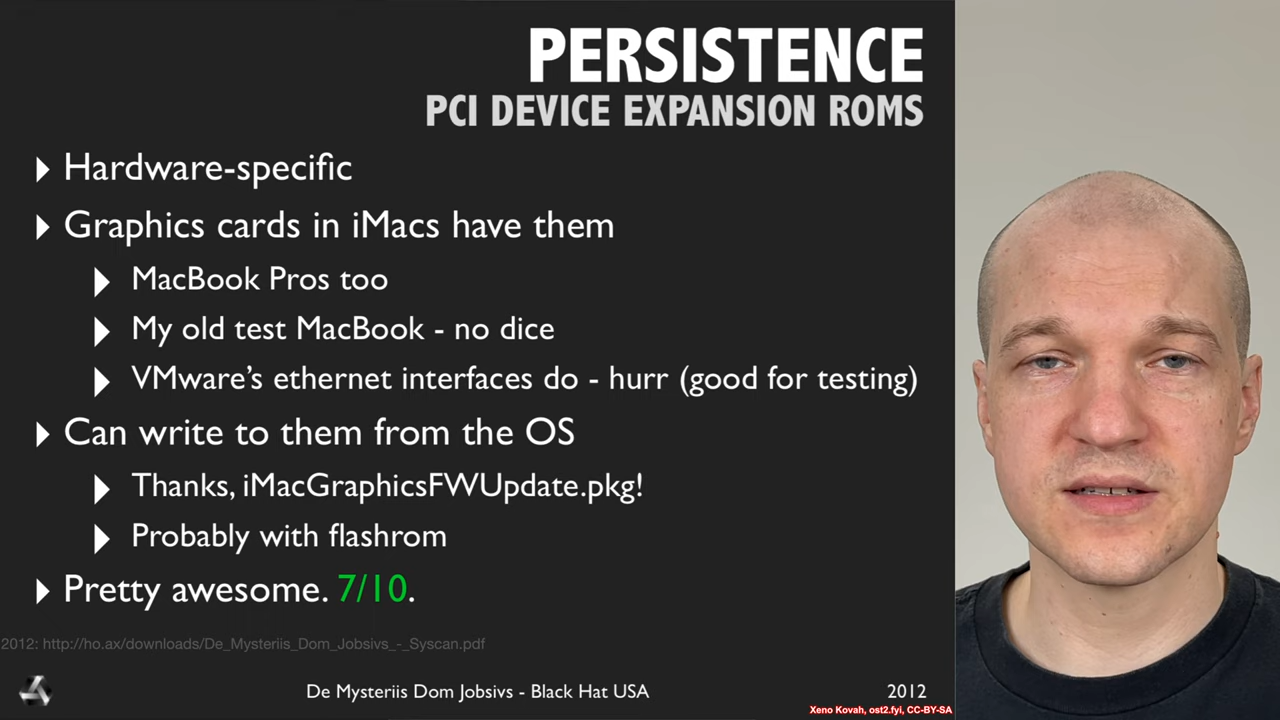 PERSISTENCE
PCI DEVICE EXPANSION ROMS
Hardware-specific
Graphics cards in iMacs have them
MacBook Pros too
My old test MacBook - no dice
VMware's ethernet interfaces do - hurr (good for testing)
Can write to them from the OS
Thanks, iMacGraphicsFWUpdate.pkg!
Probably with flashrom
Pretty awesome. 7/10.
2012: http://ho.ax/downloads/De_Mysteriis_Dom_Jobsivs_-_Syscan.pdf
De Mysteriis Dom Jobsivs - Black Hat USA
2012
Xeno Kovah, ost2.fyi, CC-BY-SA